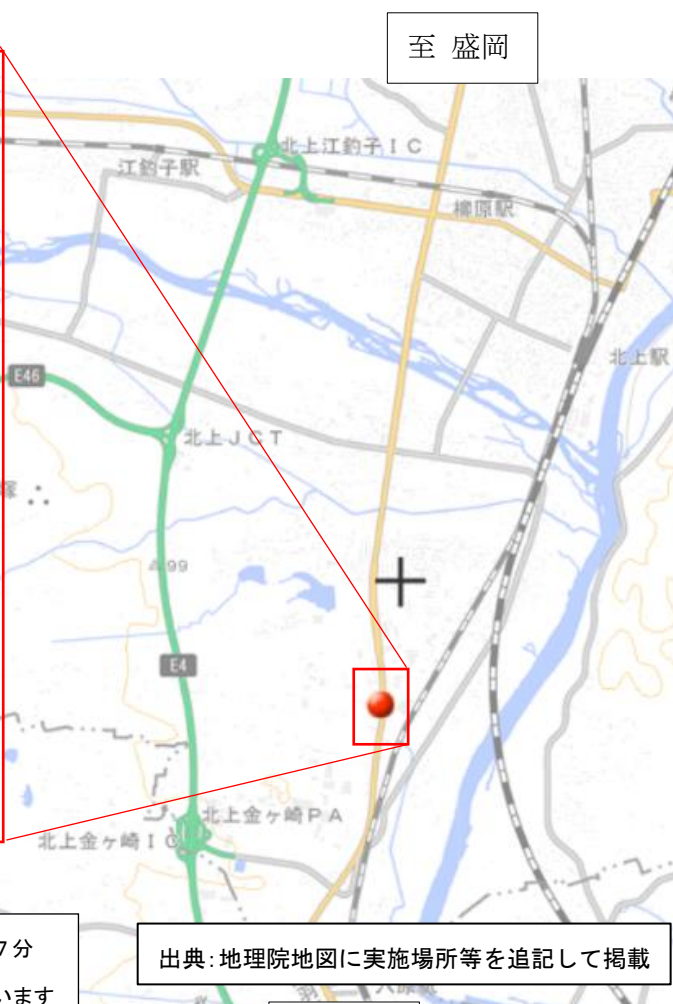 至 盛岡
北上江釣子ＩＣ
江釣子駅
柳原駅
北上駅
E46
北上ＪＣＴ
塚
99
E4
北上金ヶ崎ＰＡ
北上金ヶ崎ＩＣ
7分
出典：地理院地図に実施場所等を追記して掲載
います